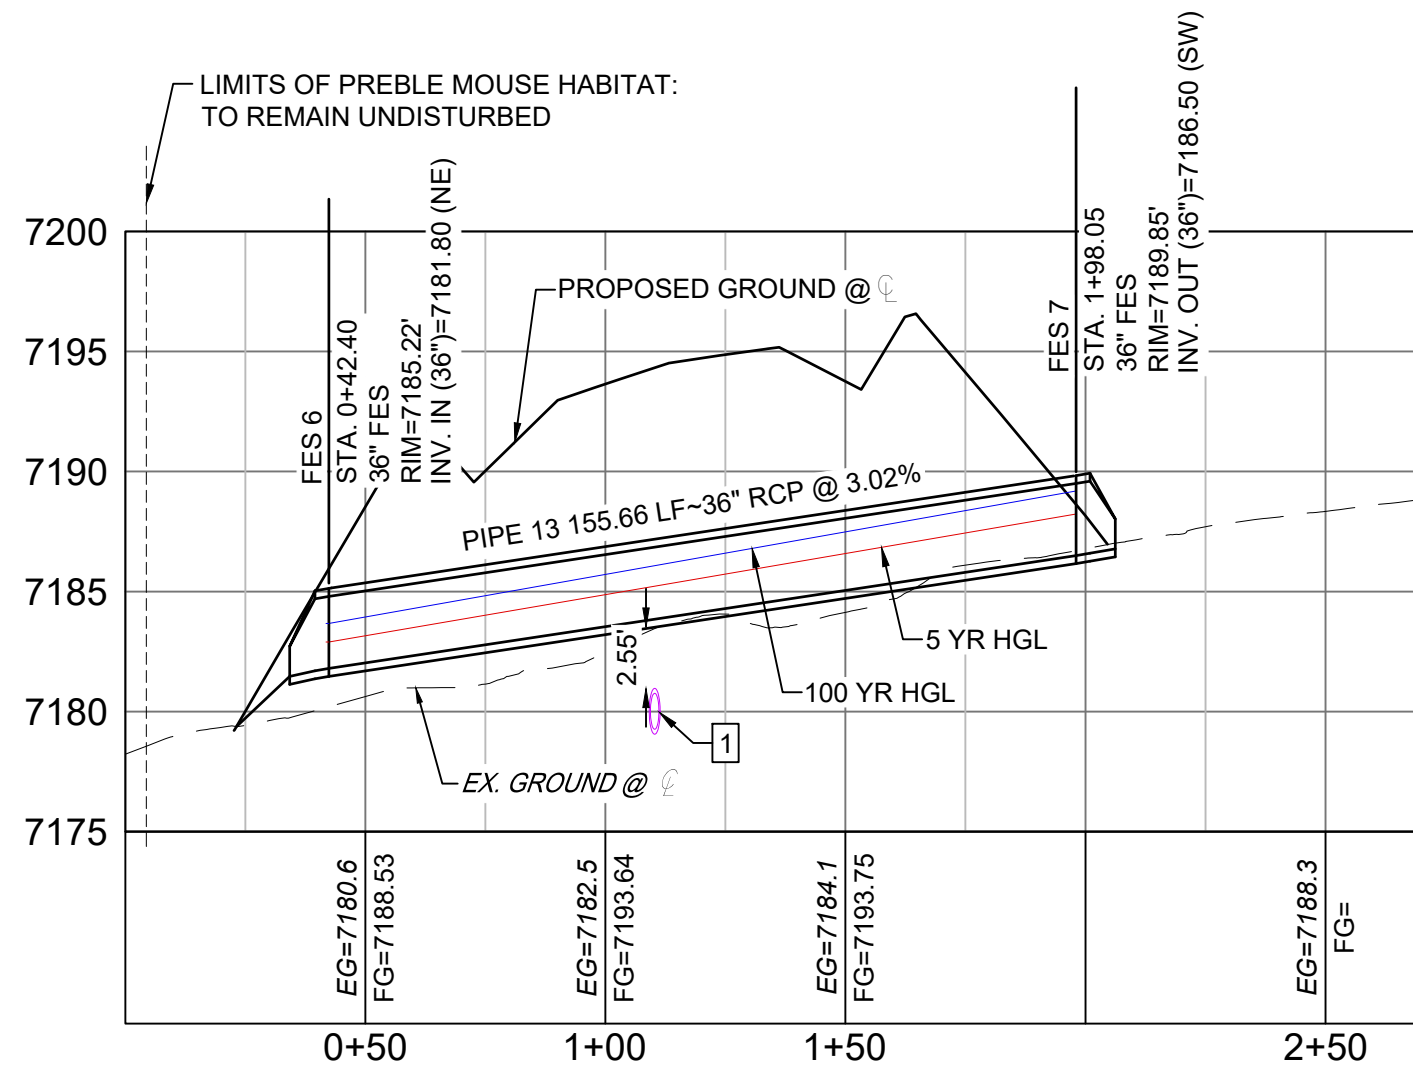 LIMITS OF PREBLE MOUSE HABITAT:
TO REMAIN UNDISTURBED
7200
7195
7190
7185
7180
7175
FES 6
STA. 0+42.40
36" FES
RIM=7185.22'
INV. IN (36")=7181.80 (NE)
PROPOSED GROUND @ ℄
FES 7
STA. 1+98.05
36" FES
RIM=7189.85'
INV. OUT (36")=7186.50 (SW)
PIPE 13 155.66 LF~36" RCP @ 3.02%
5 YR HGL
100 YR HGL
2.55'
1
EX. GROUND @ ℄
EG=7180.6
FG=7188.53
EG=7182.5
FG=7193.64
EG=7184.1
FG=7193.75
EG=7188.3
FG=
0+50
1+00
1+50
2+50